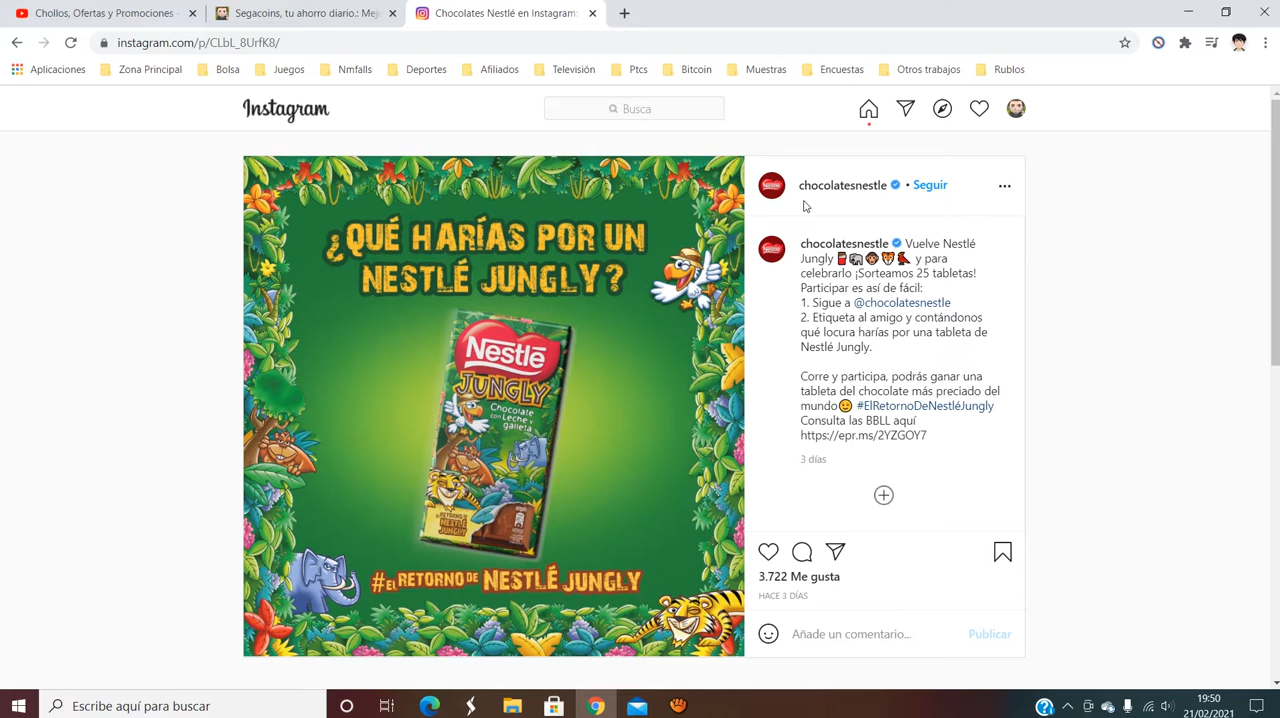 Chollos, Ofertas y Promociones
Segacoins, tu ahorro diario.: Mej
Chocolates Nestlé en Instagram:
instagram.com/p/CLbL_8UrfK8/
Aplicaciones Zona Principal Bolsa Juegos Nmfalls Deportes Afiliados Televisión Ptcs Bitcoin Muestras Encuestas Otros trabajos Rublos
Instagram
Busca
¿QUÉ HARÍAS POR UN
NESTLÉ JUNGLY?
Nestlé
JUNGLY
Chocolate
con Leche y
galleta
EL
RETORNO DE
NESTLÉ
JUNGLY
#EL RETORNO DE NESTLÉ JUNGLY
chocolatesnestle • Seguir
chocolatesnestle Vuelve Nestlé
Jungly 🥫🐘🐵🐯🦜 y para
celebrarlo ¡Sorteamos 25 tabletas!
Participar es así de fácil:
1. Sigue a @chocolatesnestle
2. Etiqueta al amigo y contándonos
qué locura harías por una tableta de
Nestlé Jungly.
Corre y participa, podrás ganar una
tableta del chocolate más preciado del
mundo😉 #ElRetornoDeNestléJungly
Consulta las BBLL aquí
https://epr.ms/2YZGOY7
3 días
3.722 Me gusta
HACE 3 DÍAS
Añade un comentario...
Publicar
Escribe aquí para buscar
19:50
21/02/2021